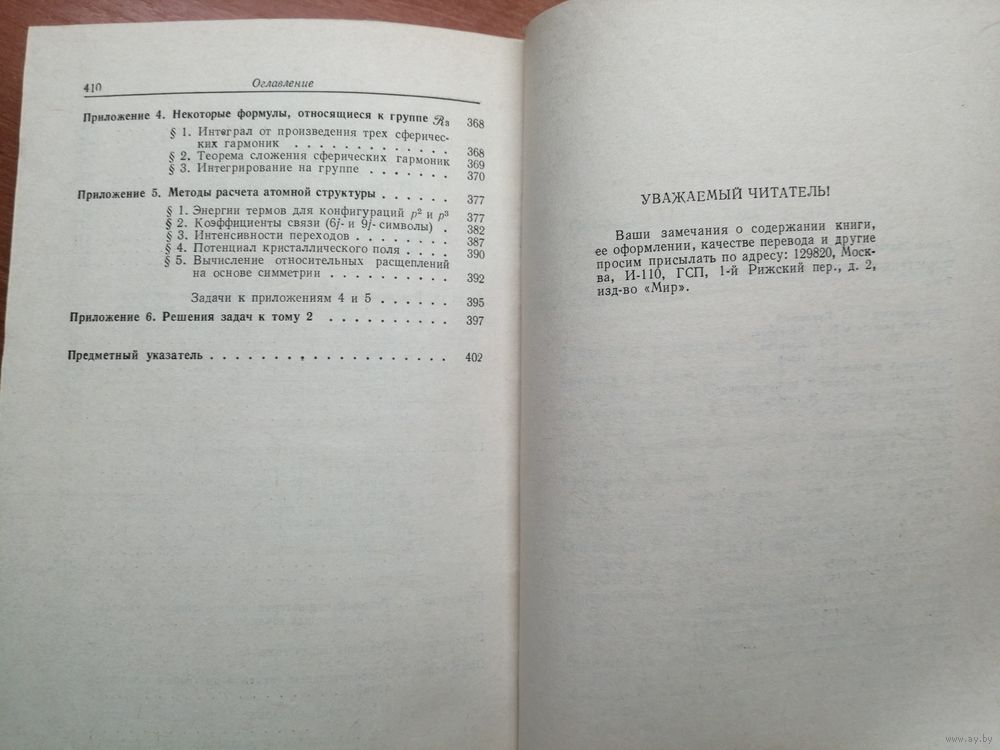 410
Оглавление
Приложение 4. Некоторые формулы, относящиеся к группе ℛ₃ 368
§ 1. Интеграл от произведения трех сферичес-
ких гармоник . . . . . . . . . . . . 368
§ 2. Теорема сложения сферических гармоник 369
§ 3. Интегрирование на группе . . . . . . . 370
Приложение 5. Методы расчета атомной структуры . . . . . . 377
§ 1. Энергии термов для конфигураций p² и p³ 377
§ 2. Коэффициенты связи (6j- и 9j-символы) . 382
§ 3. Интенсивности переходов . . . . . . . . 387
§ 4. Потенциал кристаллического поля . . . . 390
§ 5. Вычисление относительных расщеплений
на основе симметрии . . . . . . . . . 392
Задачи к приложениям 4 и 5 . . . . . . 395
Приложение 6. Решения задач к тому 2 . . . . . . . . . . 397
Предметный указатель . . . . . . . . . . . . . . . . . . 402
УВАЖАЕМЫЙ ЧИТАТЕЛЬ!
Ваши замечания о содержании книги,
ее оформлении, качестве перевода и другие
просим присылать по адресу: 129820, Моск-
ва, И-110, ГСП, 1-й Рижский пер., д. 2,
изд-во «Мир».
www.ay.by